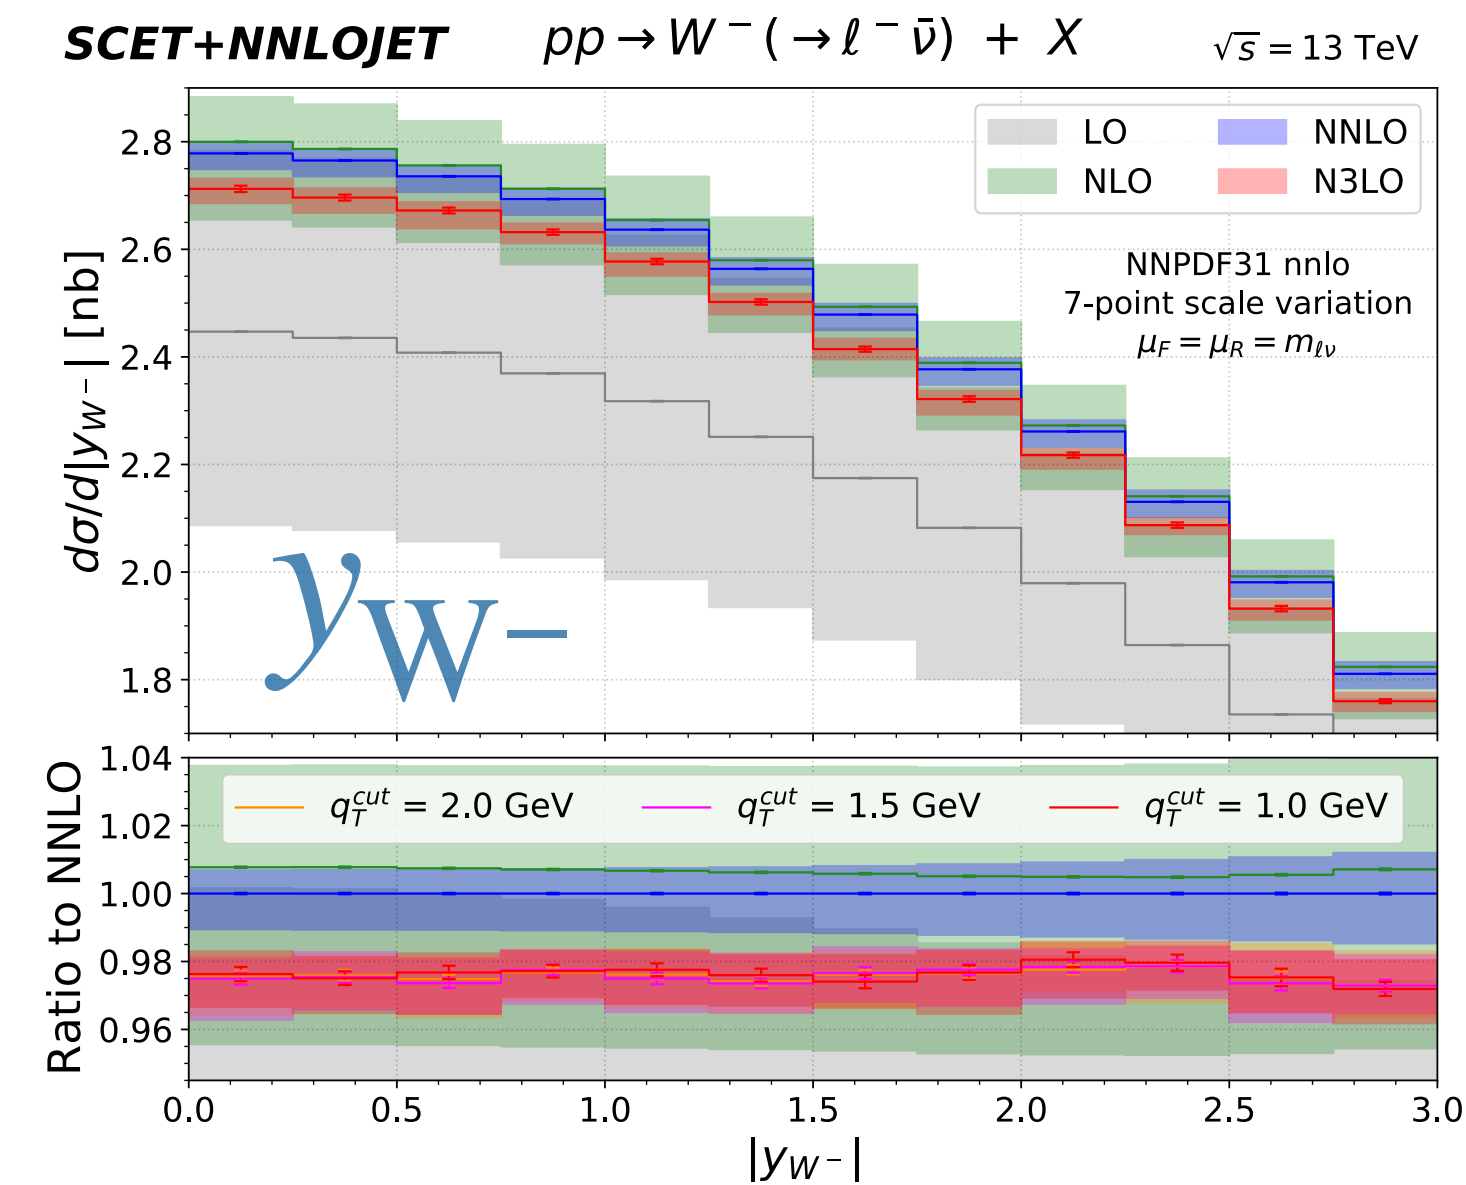 SCET+NNLOJET pp → W⁻(→ ℓ⁻ ν̄) + X √s = 13 TeV
LO NNLO
NLO N3LO
NNPDF31 nnlo
7-point scale variation
μ_F = μ_R = m_ℓν
dσ/d|y_W⁻| [nb]
2.8
2.6
2.4
2.2
2.0
1.8
y_W⁻
Ratio to NNLO
1.04
1.02
1.00
0.98
0.96
q_T^cut = 2.0 GeV q_T^cut = 1.5 GeV q_T^cut = 1.0 GeV
0.0 0.5 1.0 1.5 2.0 2.5 3.0
|y_W⁻|